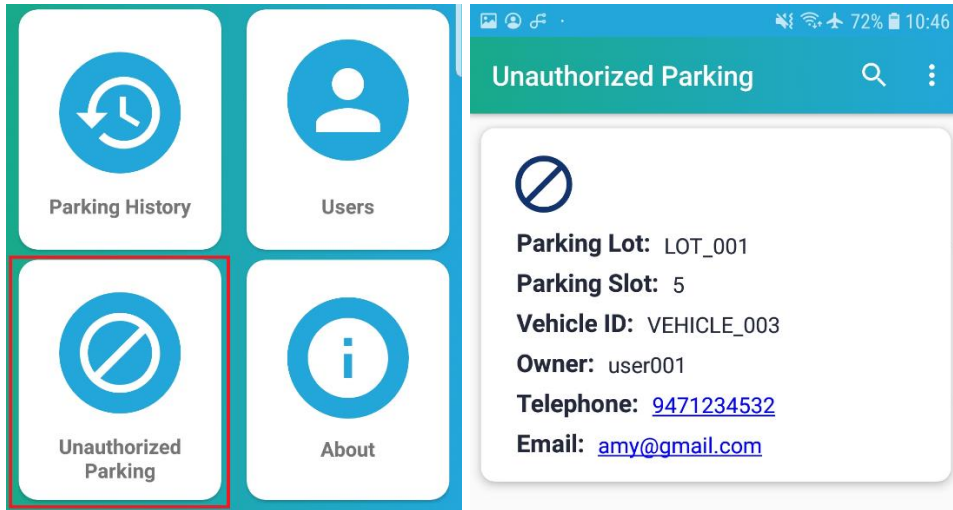 Parking History
Users
Unauthorized
Parking
About
72% 10:46
Unauthorized Parking
Parking Lot: LOT_001
Parking Slot: 5
Vehicle ID: VEHICLE_003
Owner: user001
Telephone: 9471234532
Email: amy@gmail.com